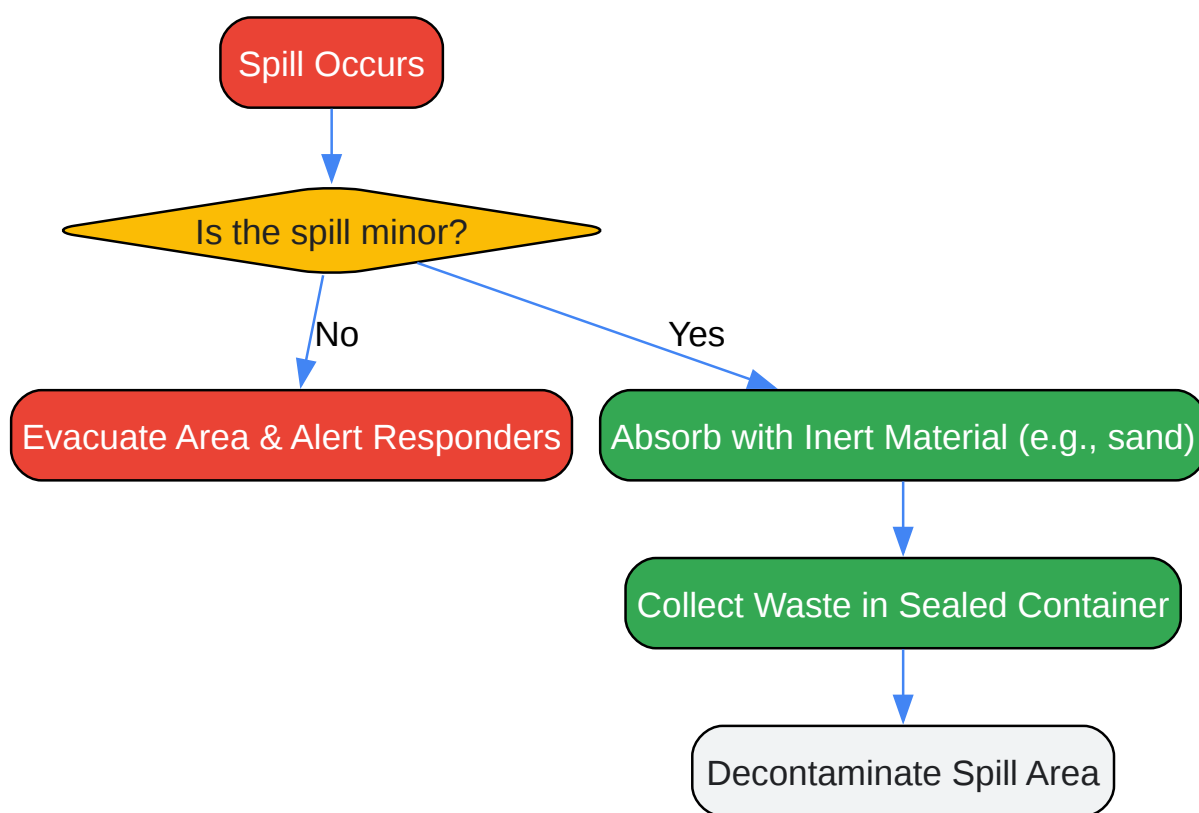 Spill Occurs
Is the spill minor?
No
Yes
Evacuate Area & Alert Responders
Absorb with Inert Material (e.g., sand)
Collect Waste in Sealed Container
Decontaminate Spill Area